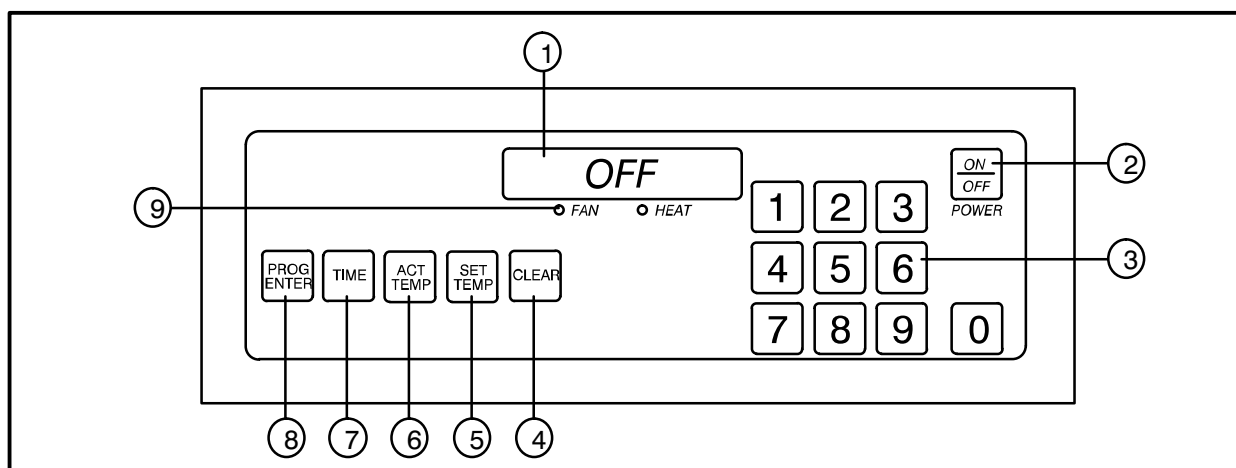 1
OFF
ON
OFF
POWER
2
9
FAN HEAT
1 2 3
PROG
ENTER
TIME
ACT
TEMP
SET
TEMP
CLEAR
4 5 6
3
7 8 9 0
8 7 6 5 4